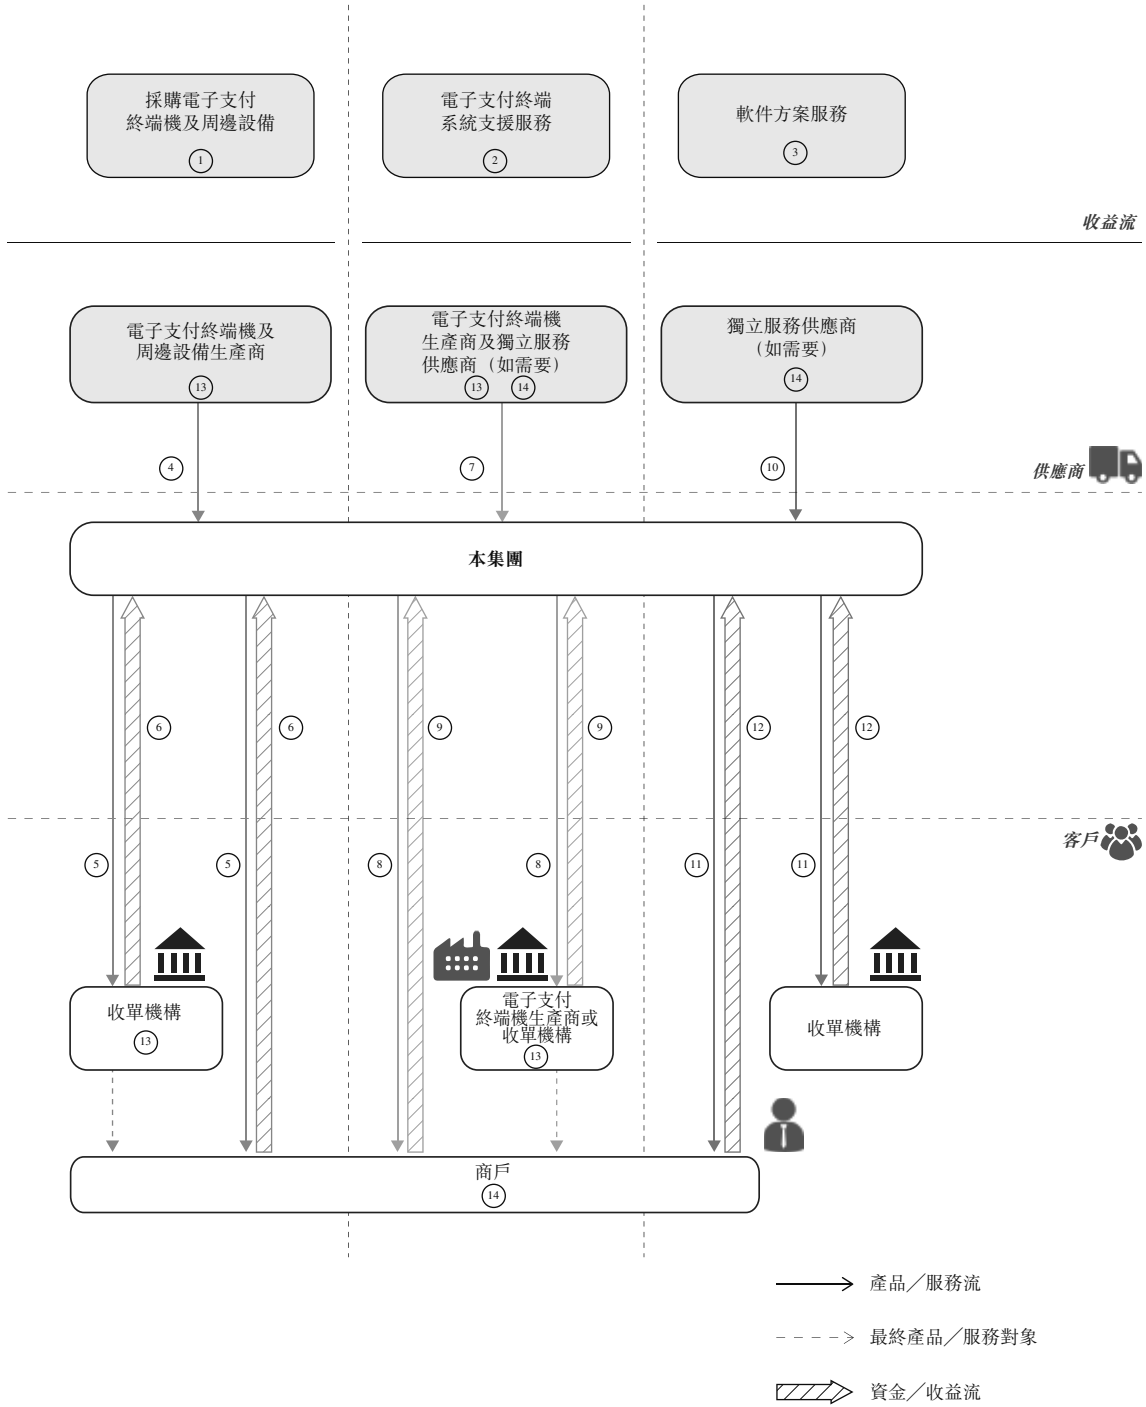 採購電子支付
終端機及周邊設備
1
電子支付終端
系統支援服務
2
軟件方案服務
3
收益流
電子支付終端機及
周邊設備生產商
13
電子支付終端機
生產商及獨立服務
供應商（如需要）
13 14
獨立服務供應商
（如需要）
14
4
7
10
供應商
本集團
6
6
9
9
12
12
客戶
5
5
8
8
11
11
收單機構
13
電子支付
終端機生產商或
收單機構
13
收單機構
商戶
14
產品／服務流
最終產品／服務對象
資金／收益流